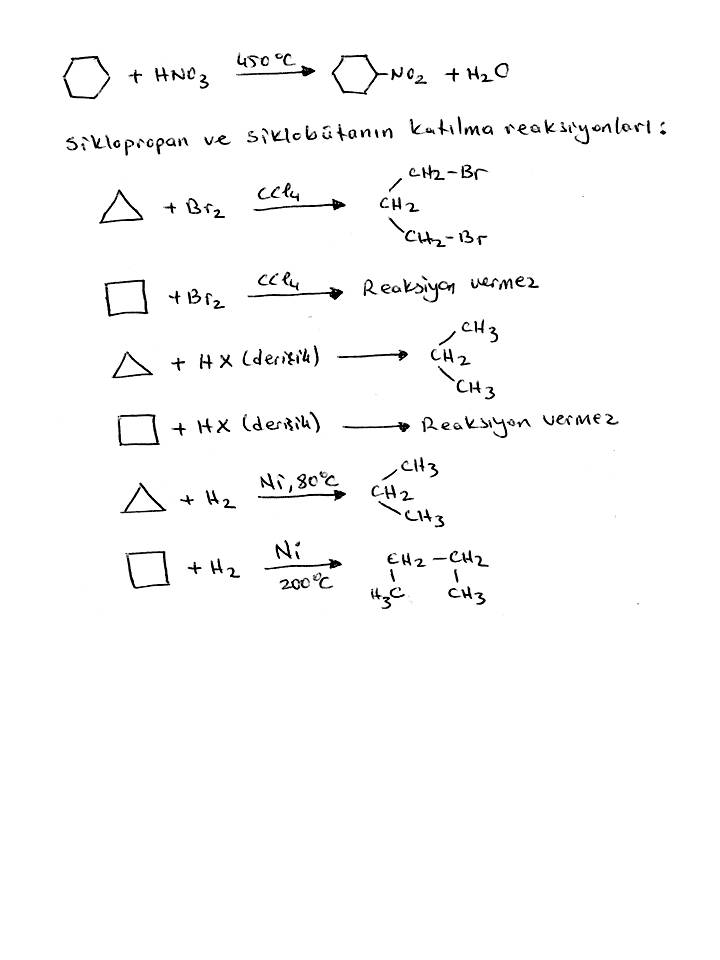 + HNO3 450°C -NO2 + H2O
Siklopropan ve siklobütanın katılma reaksiyonları:
CH2-Br
+ Br2 CCl4 CH2
CH2-Br
+ Br2 CCl4 Reaksiyon vermez
CH3
+ HX (derişik) CH2
CH3
+ HX (derişik) Reaksiyon vermez
CH3
+ H2 Ni, 80°C CH2
CH3
+ H2 Ni 200°C CH2-CH2
H3C CH3